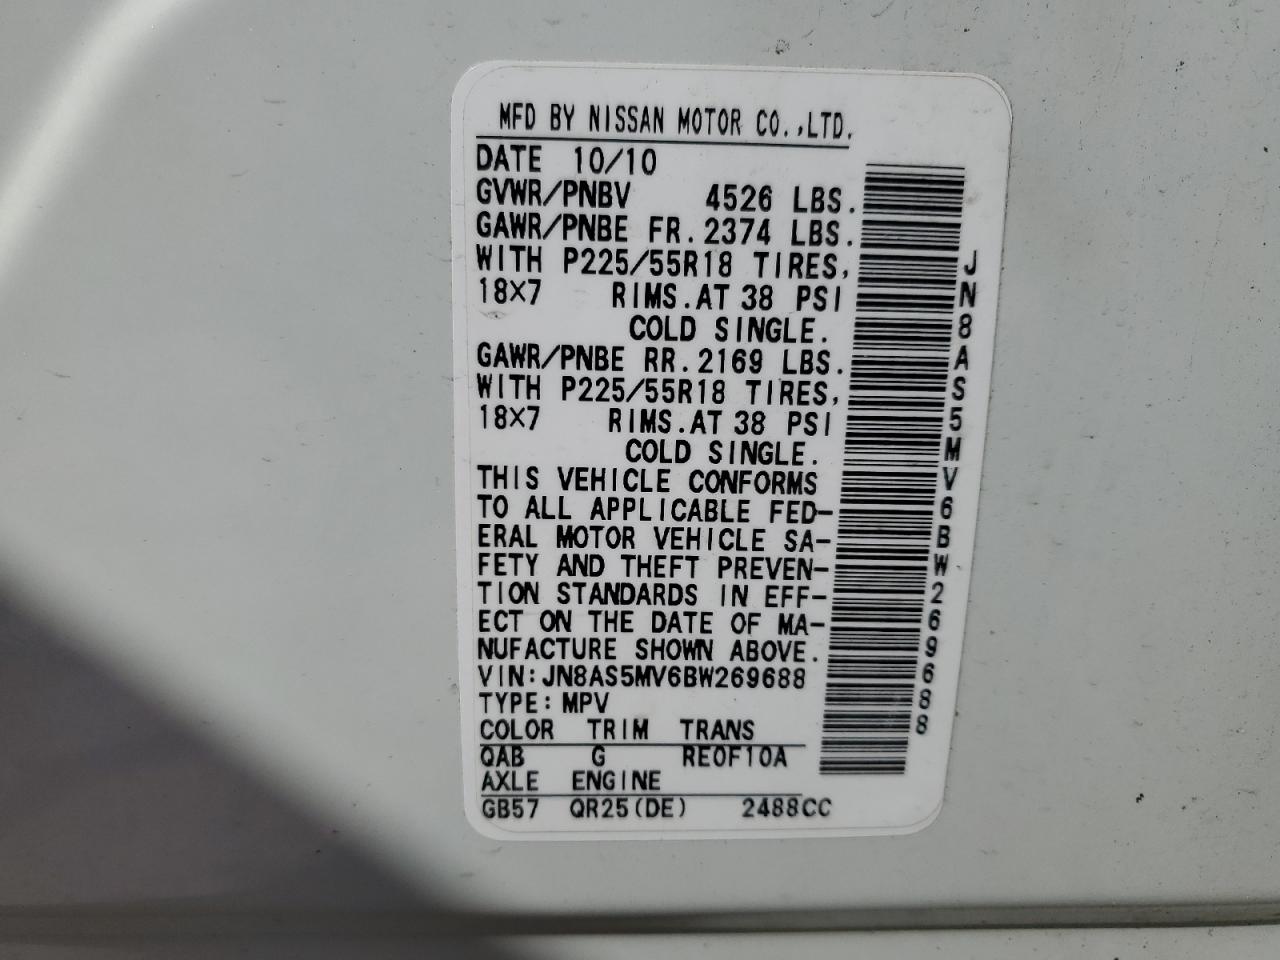 MFD BY NISSAN MOTOR CO.,LTD.
DATE 10/10
GVWR/PNBV 4526 LBS.
GAWR/PNBE FR.2374 LBS.
WITH P225/55R18 TIRES,
18X7 RIMS.AT 38 PSI
COLD SINGLE.
GAWR/PNBE RR.2169 LBS.
WITH P225/55R18 TIRES,
18X7 RIMS.AT 38 PSI
COLD SINGLE.
THIS VEHICLE CONFORMS
TO ALL APPLICABLE FED-
ERAL MOTOR VEHICLE SA-
FETY AND THEFT PREVEN-
TION STANDARDS IN EFF-
ECT ON THE DATE OF MA-
NUFACTURE SHOWN ABOVE.
VIN:JN8AS5MV6BW269688
TYPE:MPV
COLOR TRIM TRANS
QAB G RE0F10A
AXLE ENGINE
GB57 QR25(DE) 2488CC
JN8AS5MV6BW269688